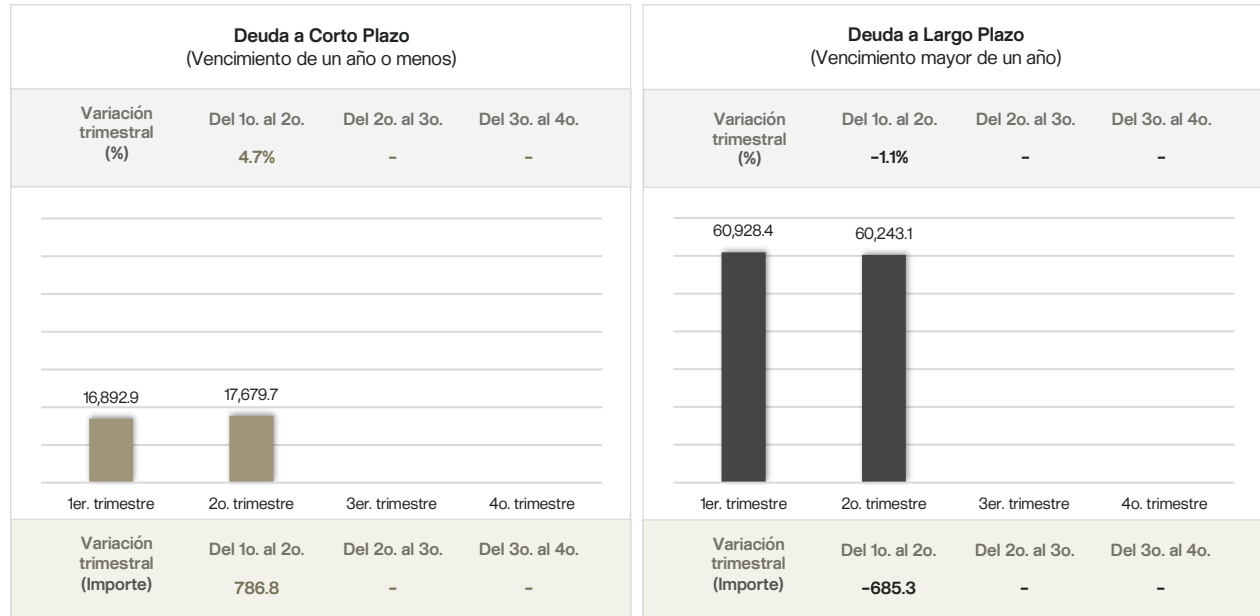 Deuda a Corto Plazo
(Vencimiento de un año o menos)
Variación
trimestral
(%)
Del 1o. al 2o. Del 2o. al 3o. Del 3o. al 4o.
4.7% – –
16,892.9 17,679.7
1er. trimestre 2o. trimestre 3er. trimestre 4o. trimestre
Variación
trimestral
(Importe)
Del 1o. al 2o. Del 2o. al 3o. Del 3o. al 4o.
786.8 – –
Deuda a Largo Plazo
(Vencimiento mayor de un año)
Variación
trimestral
(%)
Del 1o. al 2o. Del 2o. al 3o. Del 3o. al 4o.
-1.1% – –
60,928.4 60,243.1
1er. trimestre 2o. trimestre 3er. trimestre 4o. trimestre
Variación
trimestral
(Importe)
Del 1o. al 2o. Del 2o. al 3o. Del 3o. al 4o.
-685.3 – –